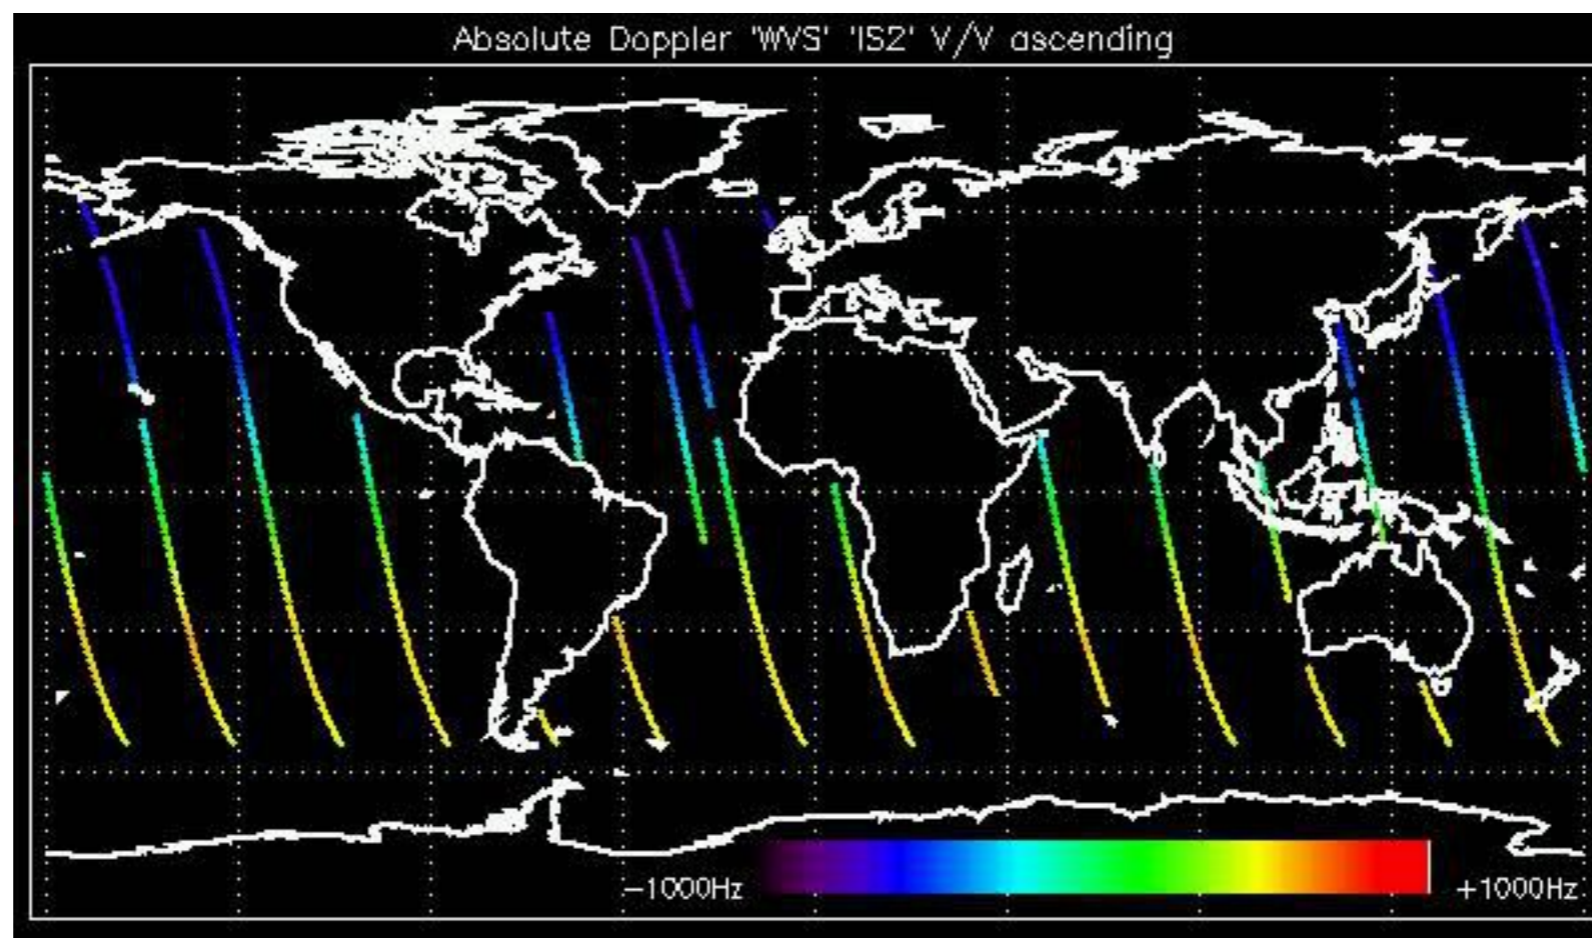 Absolute Doppler 'WVS' 'IS2' V/V ascending
−1000Hz +1000Hz